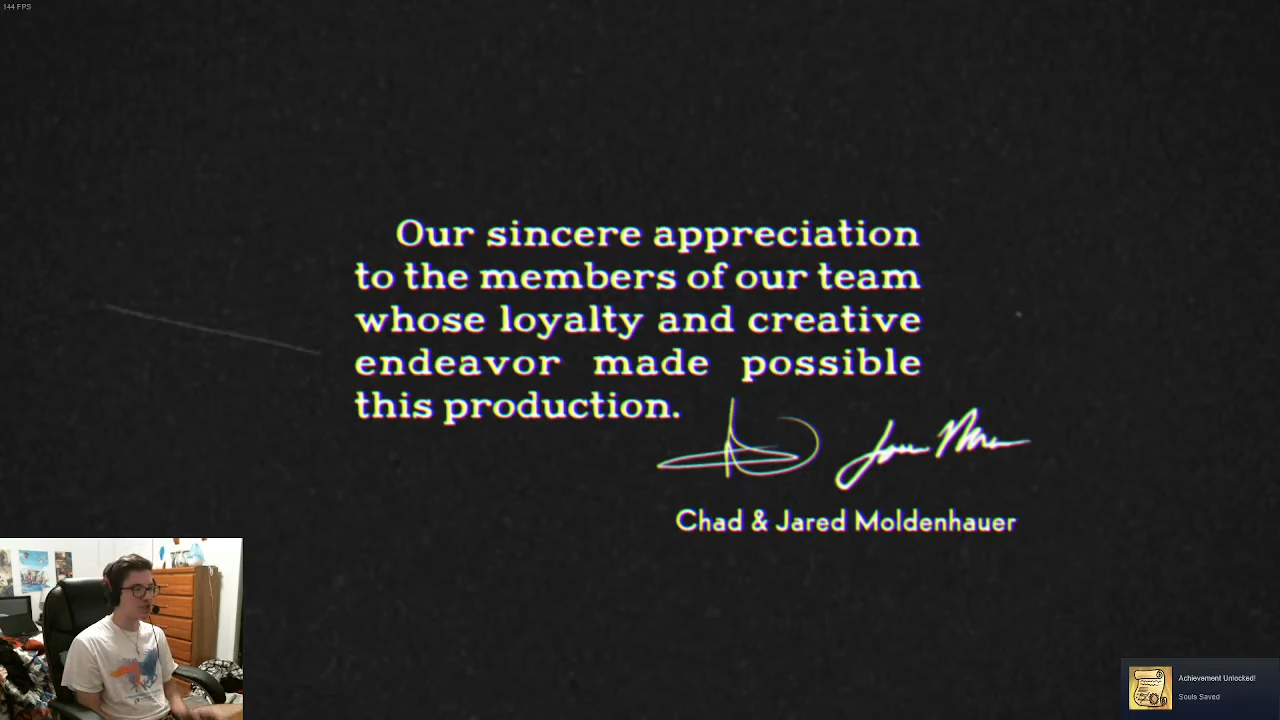 144 FPS
Our sincere appreciation
to the members of our team
whose loyalty and creative
endeavor made possible
this production.
Chad & Jared Moldenhauer
Achievement Unlocked!
Souls Saved